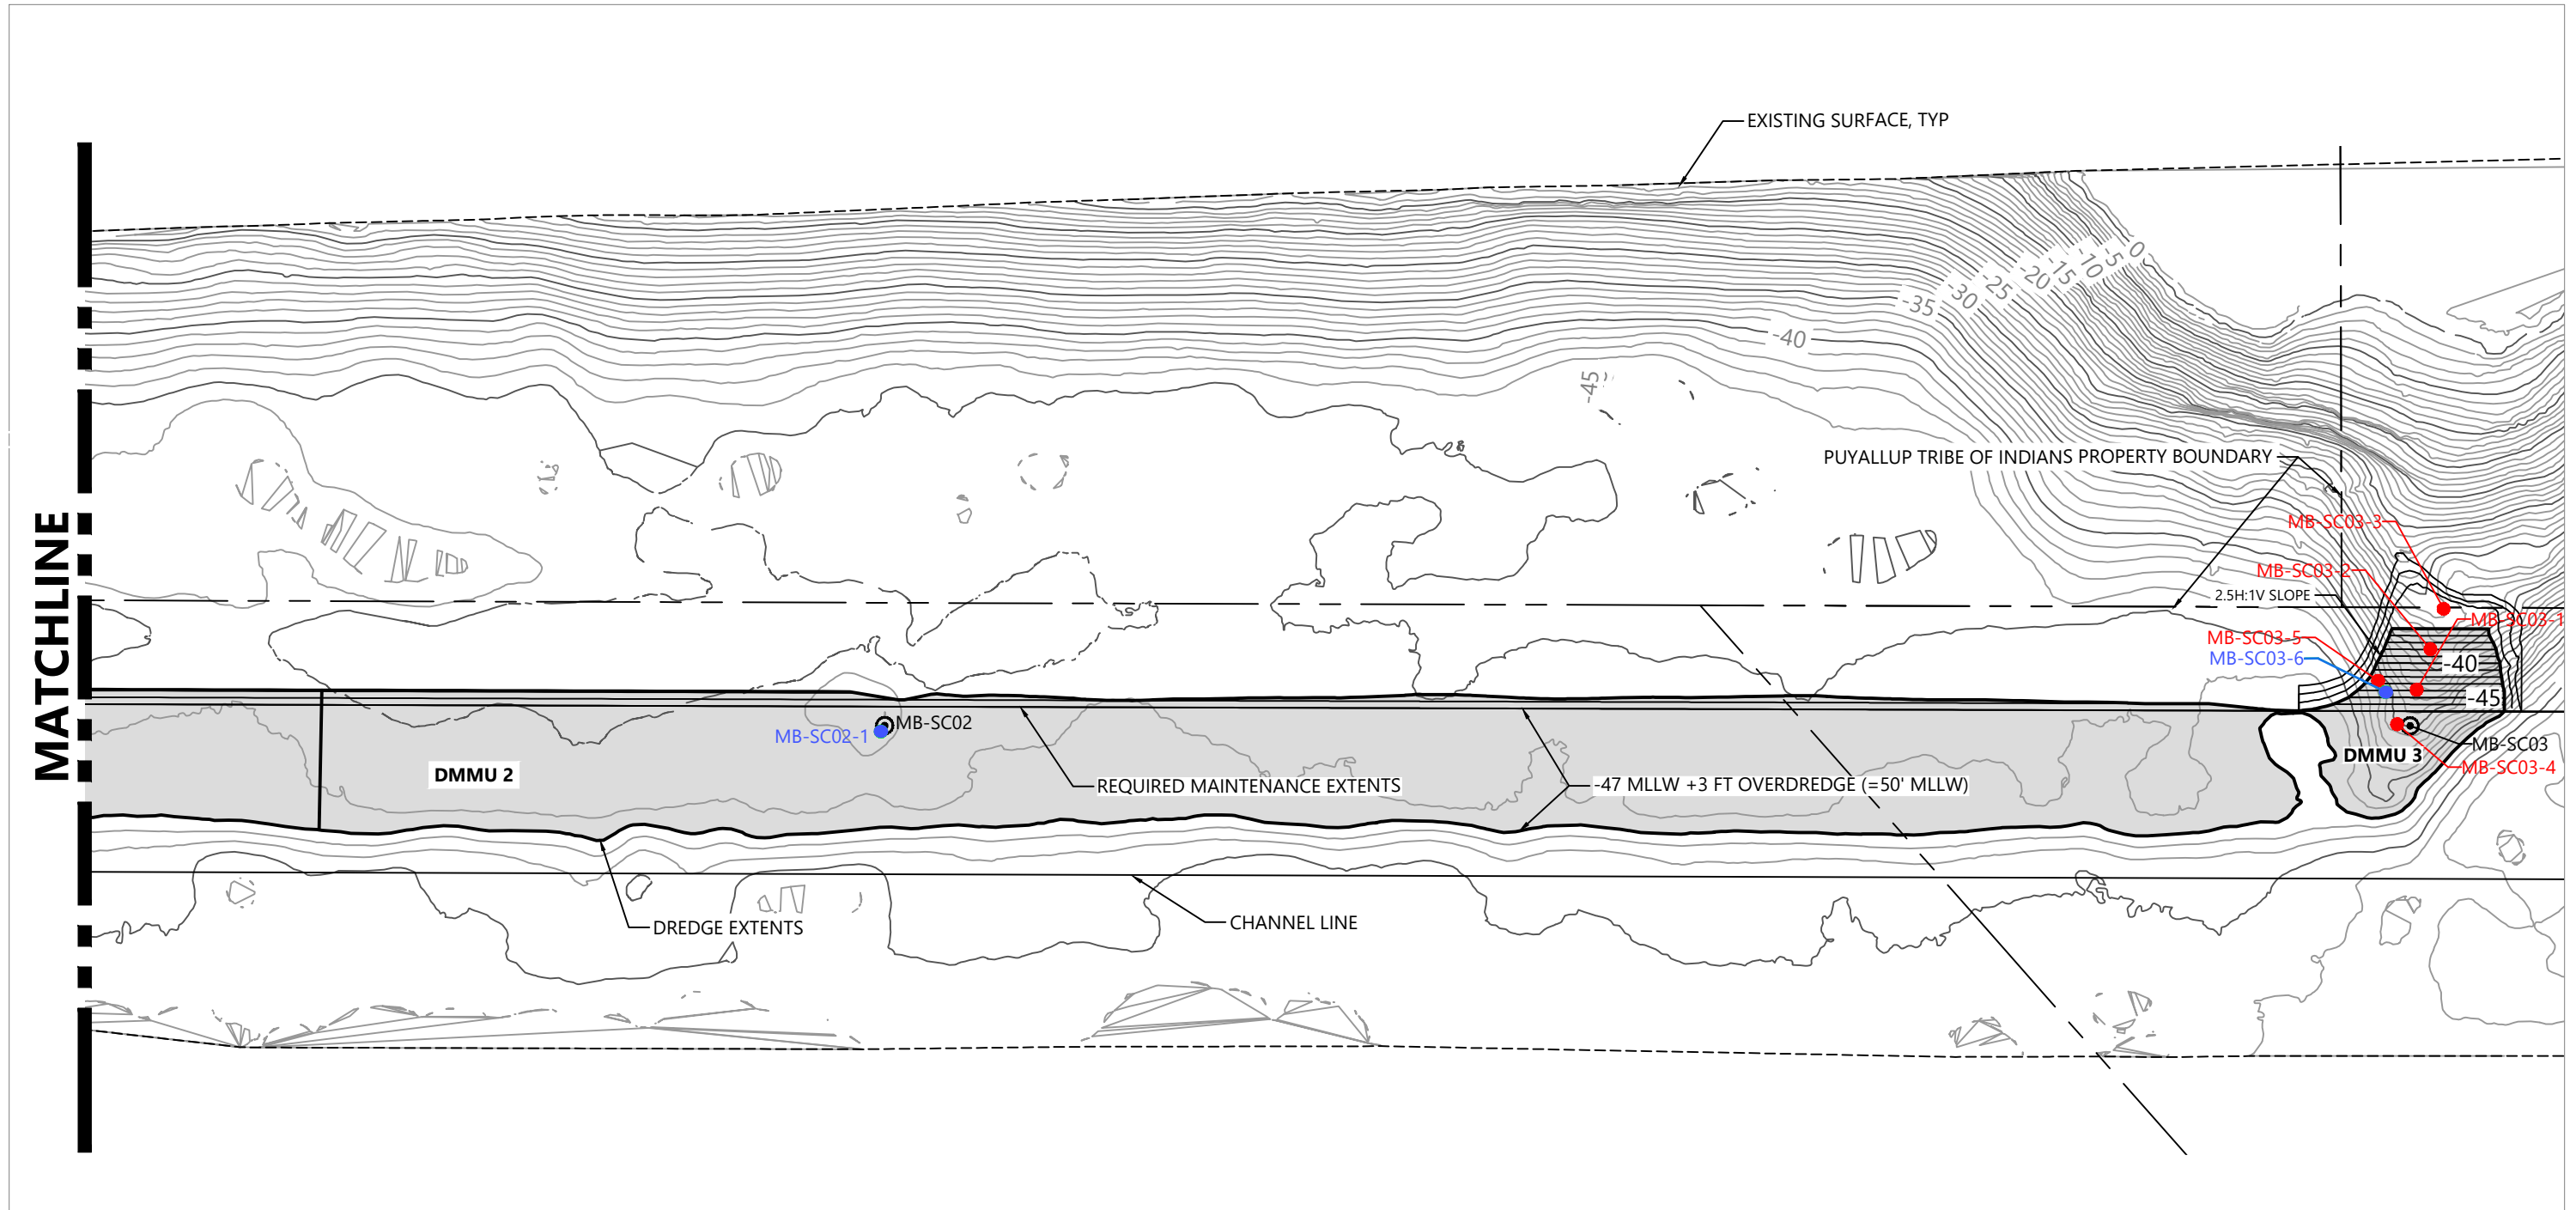 EXISTING SURFACE, TYP
0
-5
-10
-15
-20
-25
-30
-35
-40
-45
PUYALLUP TRIBE OF INDIANS PROPERTY BOUNDARY
MATCHLINE
MB-SC03-3
MB-SC03-2
2.5H:1V SLOPE
MB-SC03-1
MB-SC03-5
MB-SC03-6
-40
-45
MB-SC02
MB-SC02-1
MB-SC03
DMMU 3
MB-SC03-4
DMMU 2
REQUIRED MAINTENANCE EXTENTS
-47 MLLW +3 FT OVERDREDGE (=50' MLLW)
DREDGE EXTENTS
CHANNEL LINE